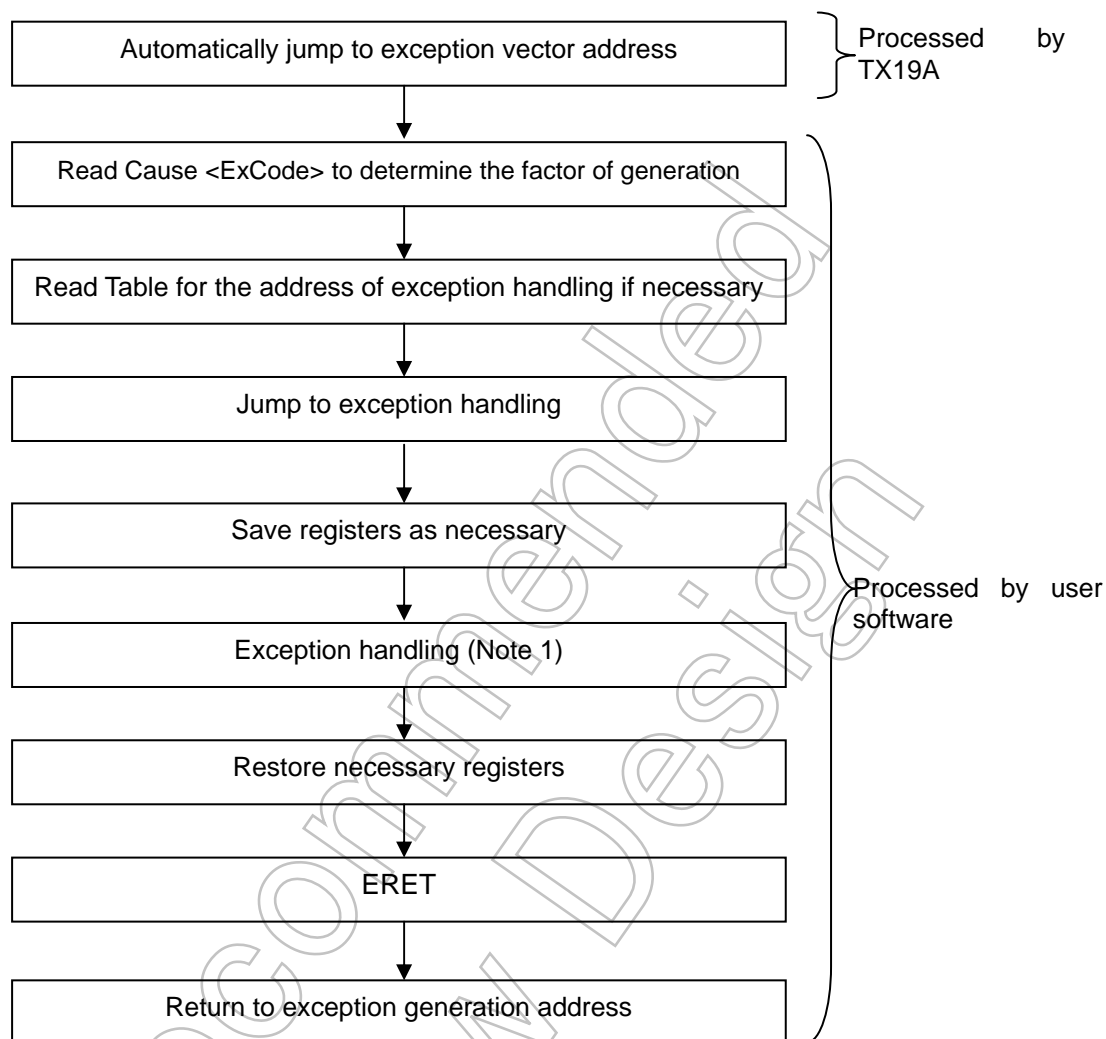 Automatically jump to exception vector address
Processed by
TX19A
Read Cause <ExCode> to determine the factor of generation
Read Table for the address of exception handling if necessary
Jump to exception handling
Save registers as necessary
Processed by user
software
Exception handling (Note 1)
Restore necessary registers
ERET
Return to exception generation address
commended
w Design